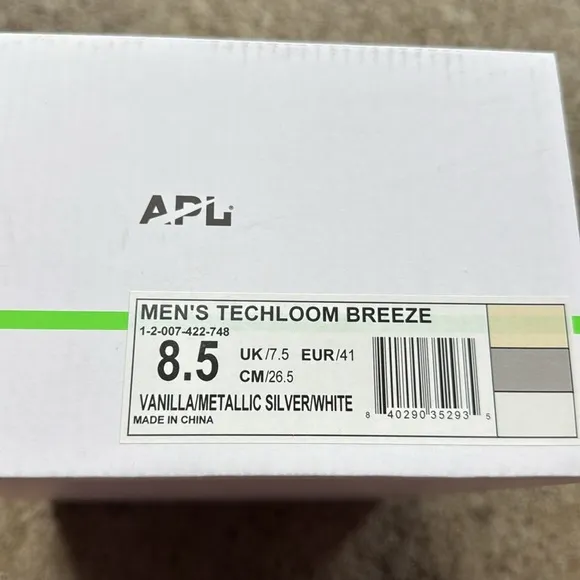 APL
MEN'S TECHLOOM BREEZE
1-2-007-422-748
8.5 UK/7.5 EUR/41
CM/26.5
VANILLA/METALLIC SILVER/WHITE
MADE IN CHINA
8 40290 35293 5